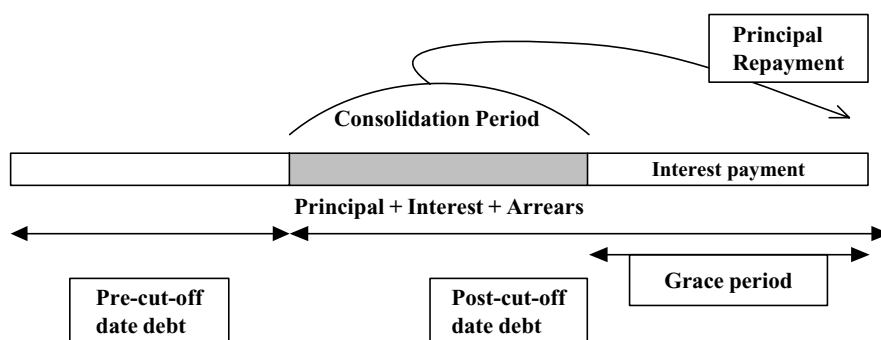 Principal
Repayment
Consolidation Period
Interest payment
Principal + Interest + Arrears
Grace period
Pre-cut-off
date debt
Post-cut-off
date debt